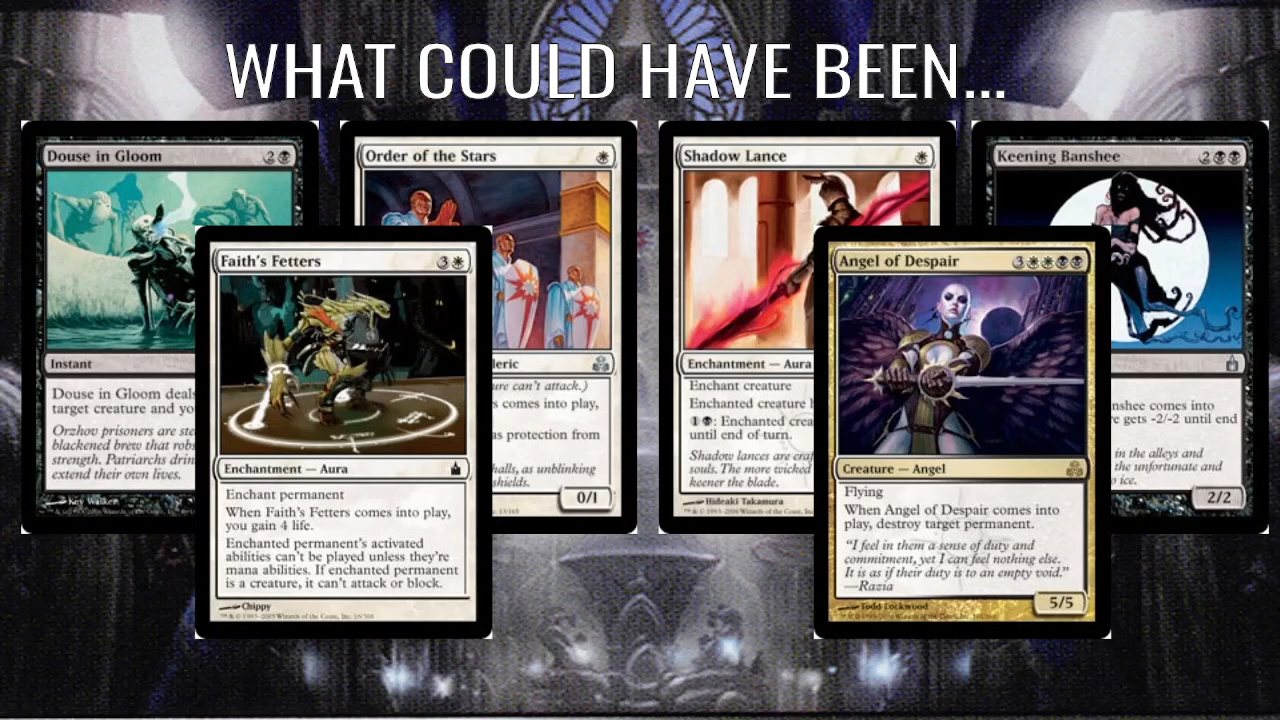 WHAT COULD HAVE BEEN...
Douse in Gloom 2
Instant
Douse in Gloom deals
target creature and yo
Orzhov prisoners are ste
blackened brew that robs
strength. Patriarchs drin
extend their own lives.
Kev Walker
Order of the Stars
leric
ure can't attack.)
s comes into play,
as protection from
halls, as unblinking
shields.
0/1
Shadow Lance
Enchantment — Aura
Enchant creature
Enchanted creature h
1: Enchanted crea
until end of turn.
Shadow lances are craf
souls. The more wicked
keener the blade.
Hideaki Takamura
Keening Banshee 2
nshee comes into
re gets -2/-2 until end
in the alleys and
the unfortunate and
o ice.
2/2
Faith's Fetters 3
Enchantment — Aura
Enchant permanent
When Faith's Fetters comes into play,
you gain 4 life.
Enchanted permanent's activated
abilities can't be played unless they're
mana abilities. If enchanted permanent
is a creature, it can't attack or block.
Chippy
Angel of Despair 3
Creature — Angel
Flying
When Angel of Despair comes into
play, destroy target permanent.
"I feel in them a sense of duty and
commitment, yet I can feel nothing else.
It is as if their duty is to an empty void."
—Razia
Todd Lockwood
5/5